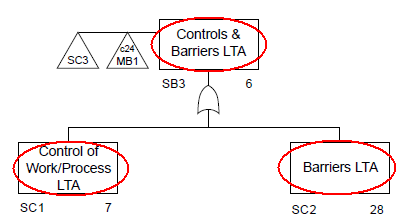 Controls &
Barriers LTA
SC3
c24
MB1
SB3 6
Control of
Work/Process
LTA
Barriers LTA
SC1 7
SC2 28